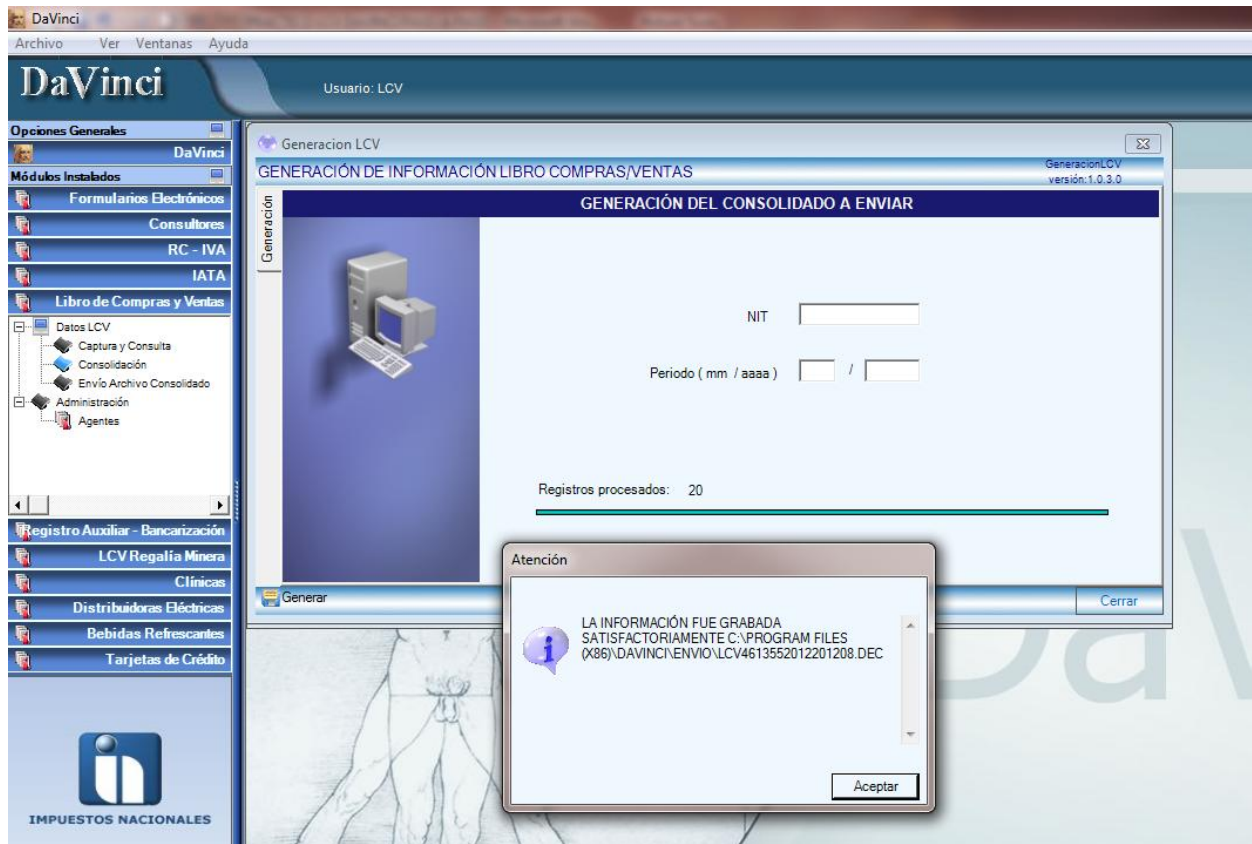 DaVinci
Archivo Ver Ventanas Ayuda
DaVinci
Usuario: LCV
Opciones Generales
DaVinci
Módulos Instalados
Formularios Electrónicos
Consultores
RC - IVA
IATA
Libro de Compras y Ventas
Datos LCV
Captura y Consulta
Consolidación
Envío Archivo Consolidado
Administración
Agentes
Registro Auxiliar - Bancarización
LCV Regalía Minera
Clínicas
Distribuidoras Eléctricas
Bebidas Refrescantes
Tarjetas de Crédito
IMPUESTOS NACIONALES
Generacion LCV
GENERACIÓN DE INFORMACIÓN LIBRO COMPRAS/VENTAS
GeneracionLCV
versión:1.0.3.0
Generación
GENERACIÓN DEL CONSOLIDADO A ENVIAR
NIT
Periodo ( mm / aaaa ) /
Registros procesados: 20
Generar
Cerrar
Atención
LA INFORMACIÓN FUE GRABADA
SATISFACTORIAMENTE C:\PROGRAM FILES
(X86)\DAVINCI\ENVIO\LCV4613552012201208.DEC
Aceptar
DaV